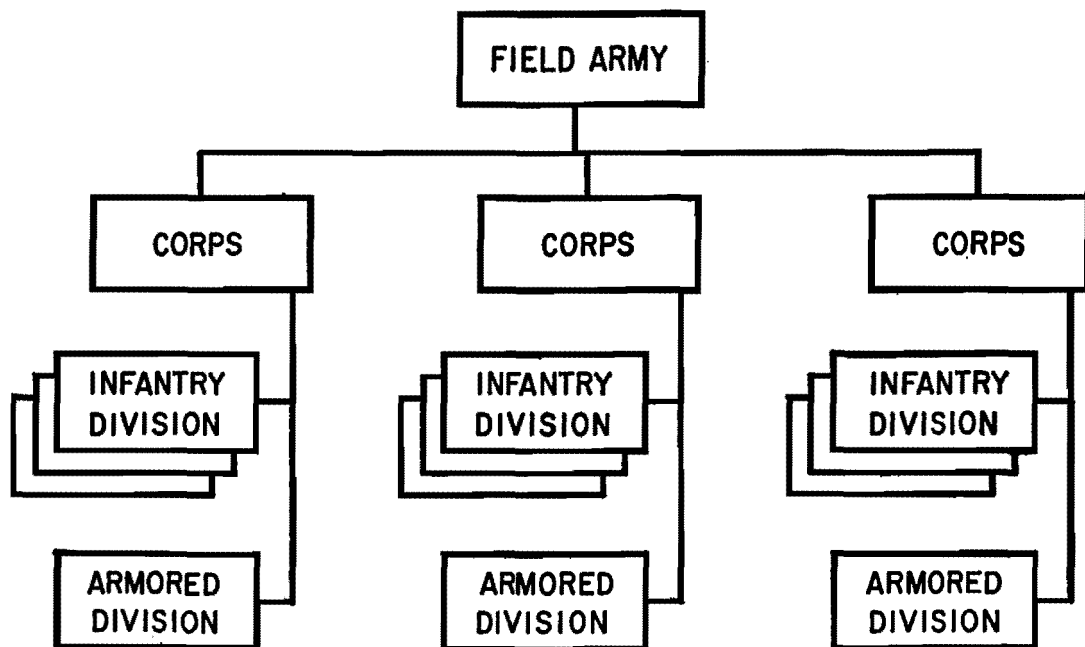 FIELD ARMY
CORPS
CORPS
CORPS
INFANTRY
DIVISION
INFANTRY
DIVISION
INFANTRY
DIVISION
ARMORED
DIVISION
ARMORED
DIVISION
ARMORED
DIVISION